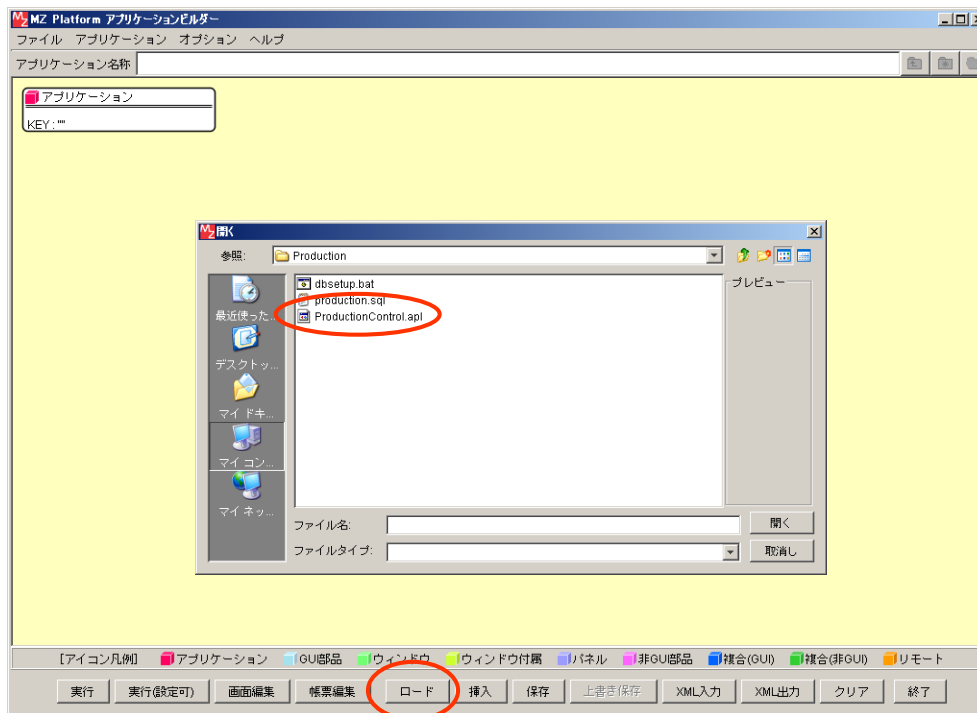 MZ Platform アプリケーションビルダー
ファイル アプリケーション オプション ヘルプ
アプリケーション名称
アプリケーション
KEY : ""
開く
参照: Production
プレビュー
最近使った...
デスクトッ...
マイ ドキ...
マイ コン...
マイ ネッ...
dbsetup.bat
production.sql
ProductionControl.apl
ファイル名:
開く
ファイルタイプ:
取消し
[アイコン凡例] アプリケーション GUI部品 ウィンドウ ウィンドウ付属 パネル 非GUI部品 複合(GUI) 複合(非GUI) リモート
実行 実行(設定可) 画面編集 帳票編集 ロード 挿入 保存 上書き保存 XML入力 XML出力 クリア 終了